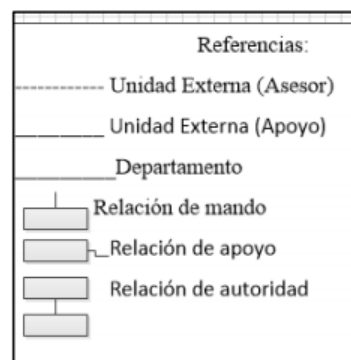 Referencias:
Unidad Externa (Asesor)
Unidad Externa (Apoyo)
Departamento
Relación de mando
Relación de apoyo
Relación de autoridad